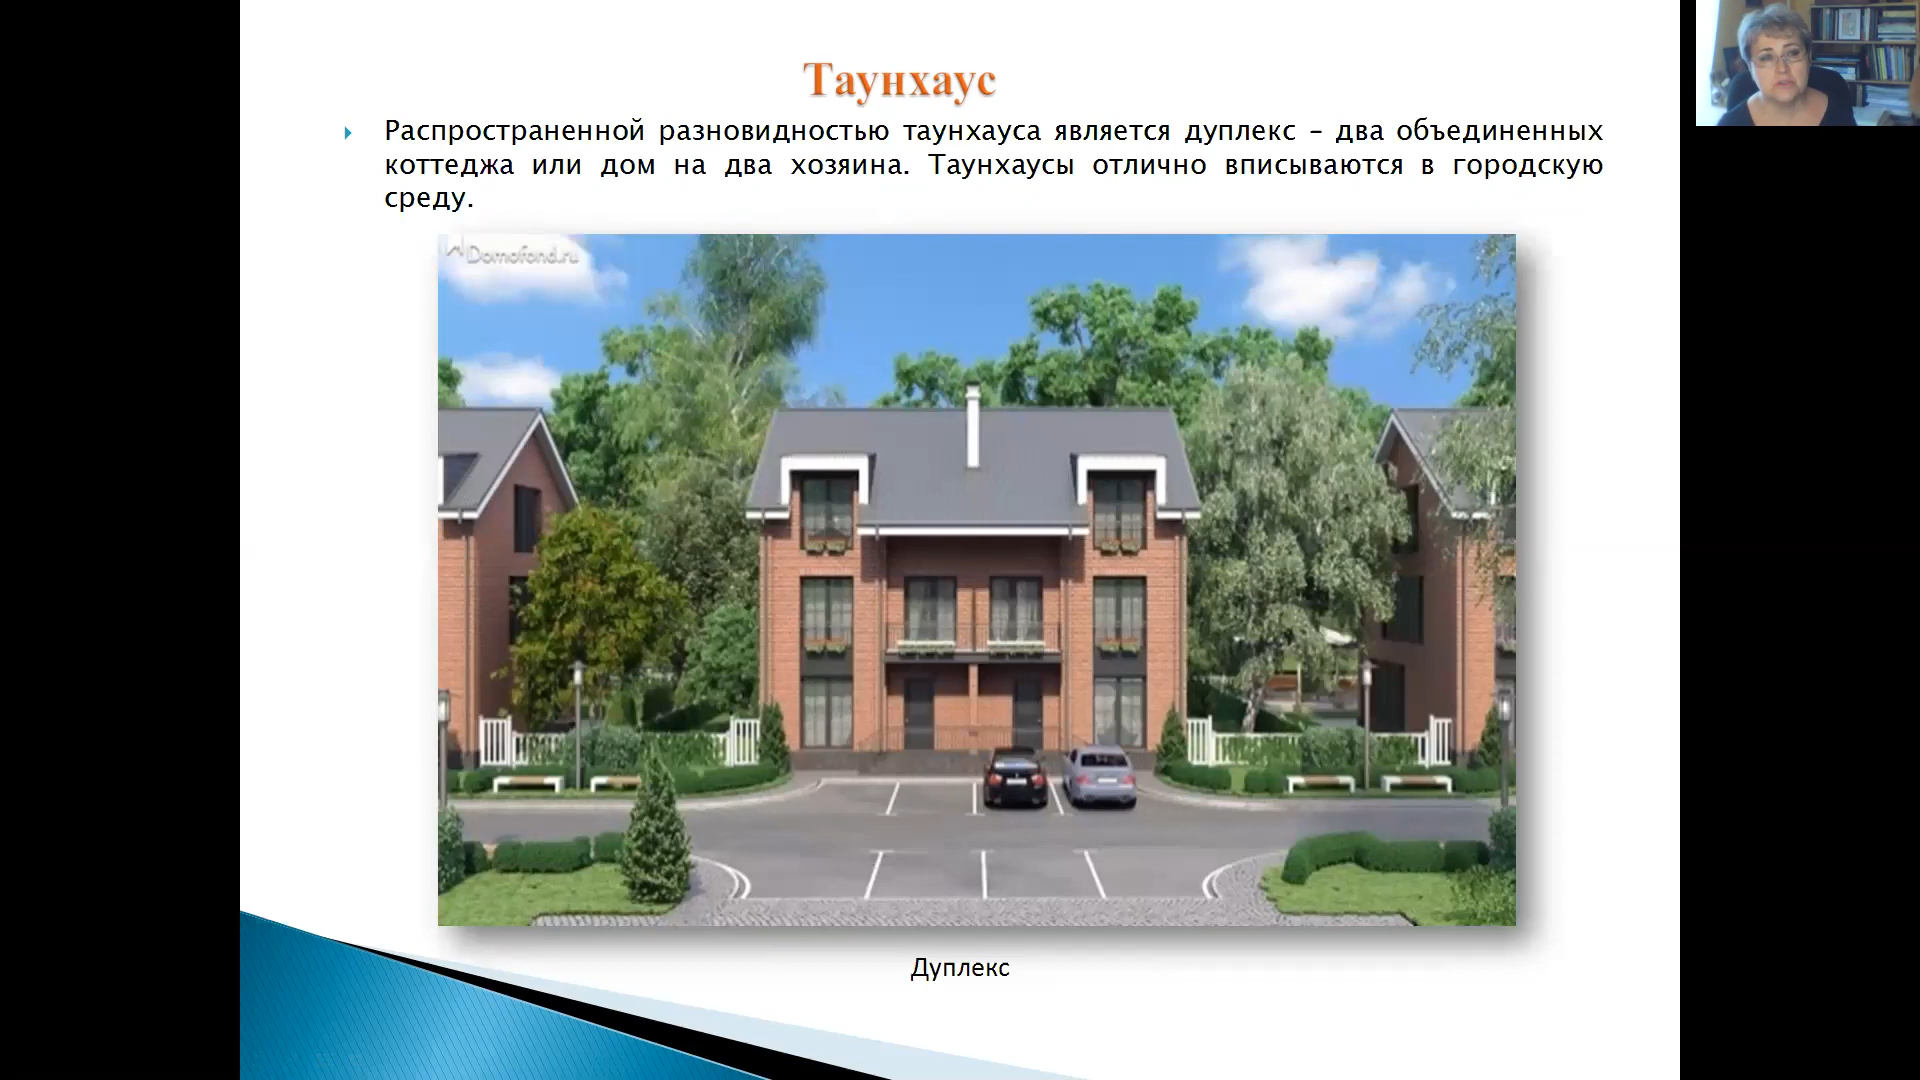 Таунхаус
Распространенной разновидностью таунхауса является дуплекс – два объединенных
коттеджа или дом на два хозяина. Таунхаусы отлично вписываются в городскую
среду.
Domofond.ru
Дуплекс